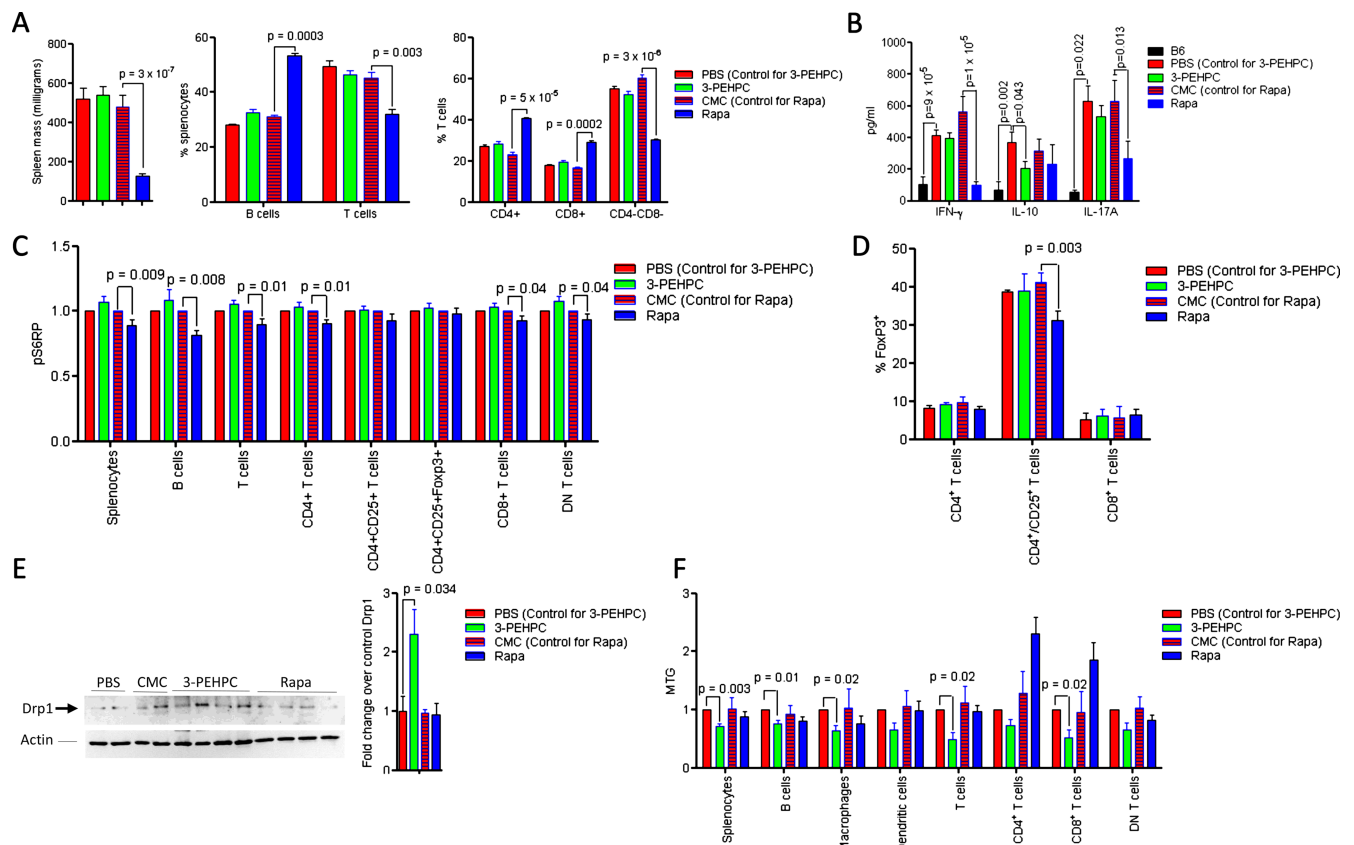 A
Spleen mass (milligrams)
800
600
400
200
0
p = 3 x 10-7
% splenocytes
60
40
20
0
p = 0.0003
p = 0.003
B cells
T cells
% T cells
80
60
40
20
0
p = 5 x 10-5
p = 0.0002
p = 3 x 10-6
CD4+
CD8+
CD4-CD8-
PBS (Control for 3-PEHPC)
3-PEHPC
CMC (Control for Rapa)
Rapa
B
pg/ml
1000
800
600
400
200
0
p=9 x 10-5
p=1 x 10-5
p=0.002
p=0.043
p=0.022
p=0.013
IFN-γ
IL-10
IL-17A
B6
PBS (Control for 3-PEHPC)
3-PEHPC
CMC (control for Rapa)
Rapa
C
pS6RP
1.5
1.0
0.5
0.0
p = 0.009
p = 0.008
p = 0.01
p = 0.01
p = 0.04
p = 0.04
Splenocytes
B cells
T cells
CD4+ T cells
CD4+CD25+ T cells
CD4+CD25+Foxp3+
CD8+ T cells
DN T cells
PBS (Control for 3-PEHPC)
3-PEHPC
CMC (Control for Rapa)
Rapa
D
% FoxP3+
50
40
30
20
10
0
p = 0.003
CD4+ T cells
CD4+/CD25+ T cells
CD8+ T cells
PBS (Control for 3-PEHPC)
3-PEHPC
CMC (Control for Rapa)
Rapa
E
PBS CMC 3-PEHPC Rapa
Drp1
Actin
Fold change over control Drp1
3
2
1
0
p = 0.034
PBS (Control for 3-PEHPC)
3-PEHPC
CMC (Control for Rapa)
Rapa
F
MTG
3
2
1
0
p = 0.003
p = 0.01
p = 0.02
p = 0.02
p = 0.02
Splenocytes
B cells
Macrophages
Dendritic cells
T cells
CD4+ T cells
CD8+ T cells
DN T cells
PBS (Control for 3-PEHPC)
3-PEHPC
CMC (Control for Rapa)
Rapa